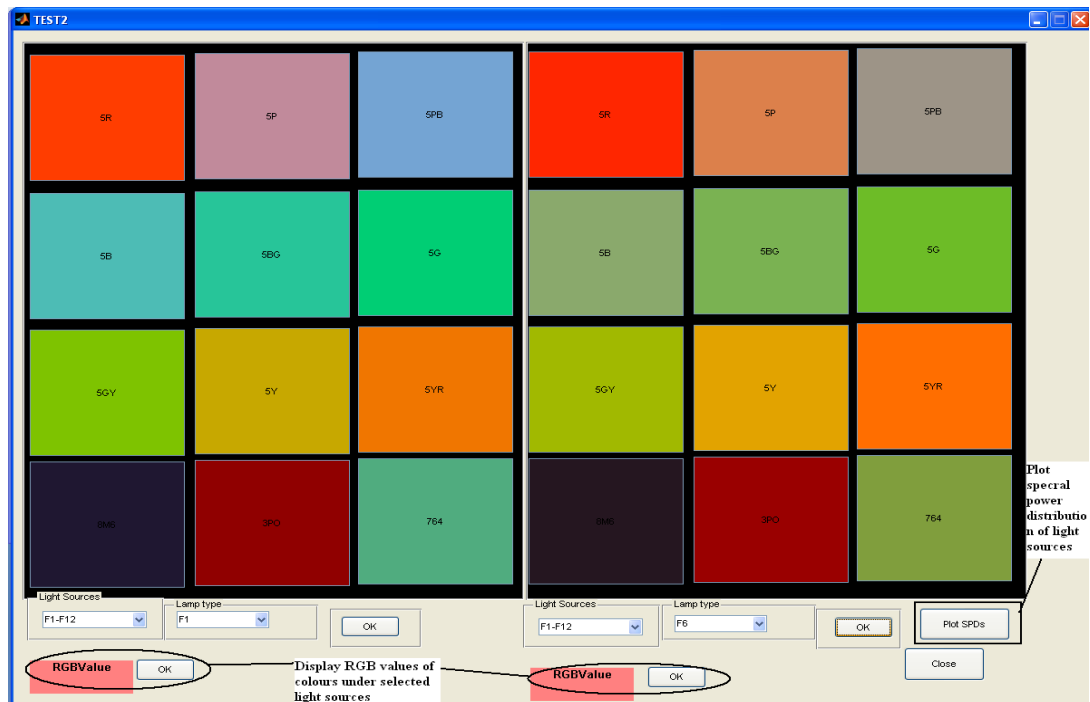 TEST2
5R
5P
5PB
5R
5P
5PB
5B
5BG
5G
5B
5BG
5G
5GY
5Y
5YR
5GY
5Y
5YR
8M6
3PO
764
8M6
3PO
764
Plot
specral
power
distributio
n of light
sources
Light Sources
F1-F12
Lamp type
F1
OK
Light Sources
F1-F12
Lamp type
F6
OK
Plot SPDs
Close
RGBValue
OK
Display RGB values of
colours under selected
light sources
RGBValue
OK